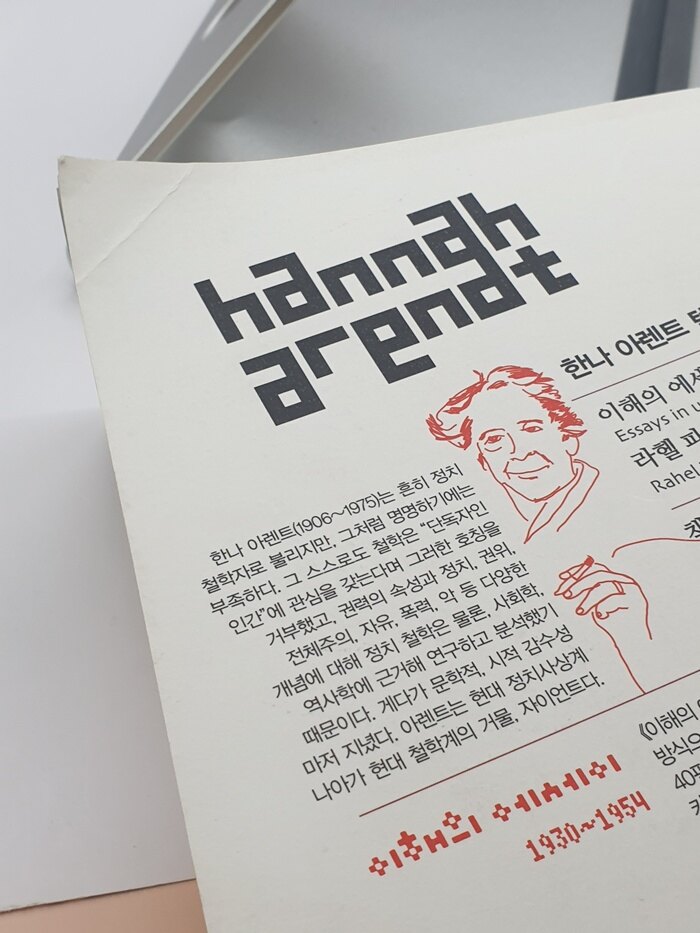 hannah
arendt
한나 아렌트
이해의
Essays in
라헬
Rahel
한나 아렌트(1906~1975)는 흔히 정치
철학자로 불리지만, 그처럼 명명하기에는
부족하다. 그 스스로도 철학은 “단독자인
인간”에 관심을 갖는다며 그러한 호칭을
거부했고, 권력의 속성과 정치, 권위,
전체주의, 자유, 폭력, 악 등 다양한
개념에 대해 정치 철학은 물론, 사회학,
역사학에 근거해 연구하고 분석했기
때문이다. 게다가 문학적, 시적 감수성
마저 지녔다. 아렌트는 현대 정치사상계
나아가 현대 철학계의 거물, 자이언트다.
이해의 에세이
1930~1954
《이해의
방식으